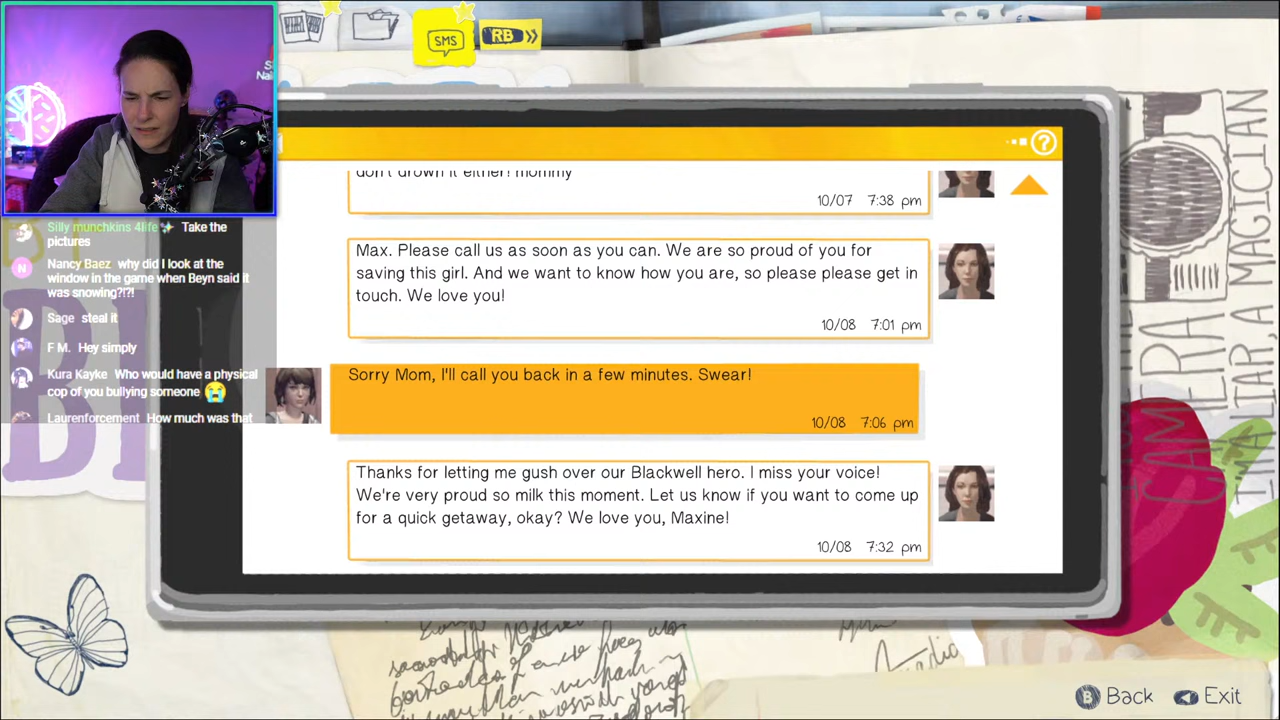 SMS
RB
don't drown it either! mommy
10/07 7:38 pm
Max. Please call us as soon as you can. We are so proud of you for
saving this girl. And we want to know how you are, so please please get in
touch. We love you!
10/08 7:01 pm
Sorry Mom, I'll call you back in a few minutes. Swear!
10/08 7:06 pm
Thanks for letting me gush over our Blackwell hero. I miss your voice!
We're very proud so milk this moment. Let us know if you want to come up
for a quick getaway, okay? We love you, Maxine!
10/08 7:32 pm
Silly munchkins 4life Take the
pictures
Nancy Baez why did I look at the
window in the game when Beyn said it
was snowing?!?!
Sage steal it
F M. Hey simply
Kura Kayke Who would have a physical
cop of you bullying someone
Laurenforcement How much was that
CAMERA
LIAR, A MAGICIAN
B Back
Exit